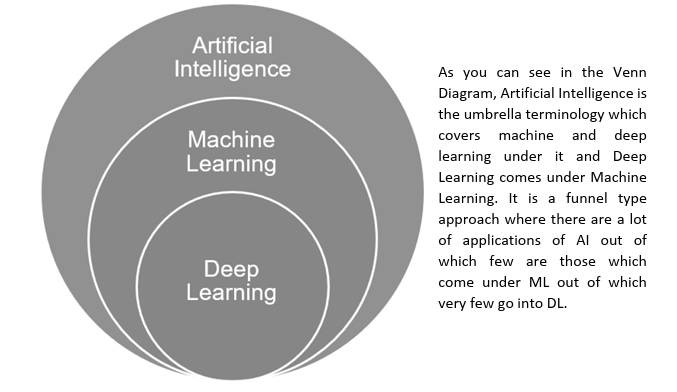 Artificial
Intelligence
Machine
Learning
Deep
Learning
As you can see in the Venn
Diagram, Artificial Intelligence is
the umbrella terminology which
covers machine and deep
learning under it and Deep
Learning comes under Machine
Learning. It is a funnel type
approach where there are a lot
of applications of AI out of
which few are those which
come under ML out of which
very few go into DL.